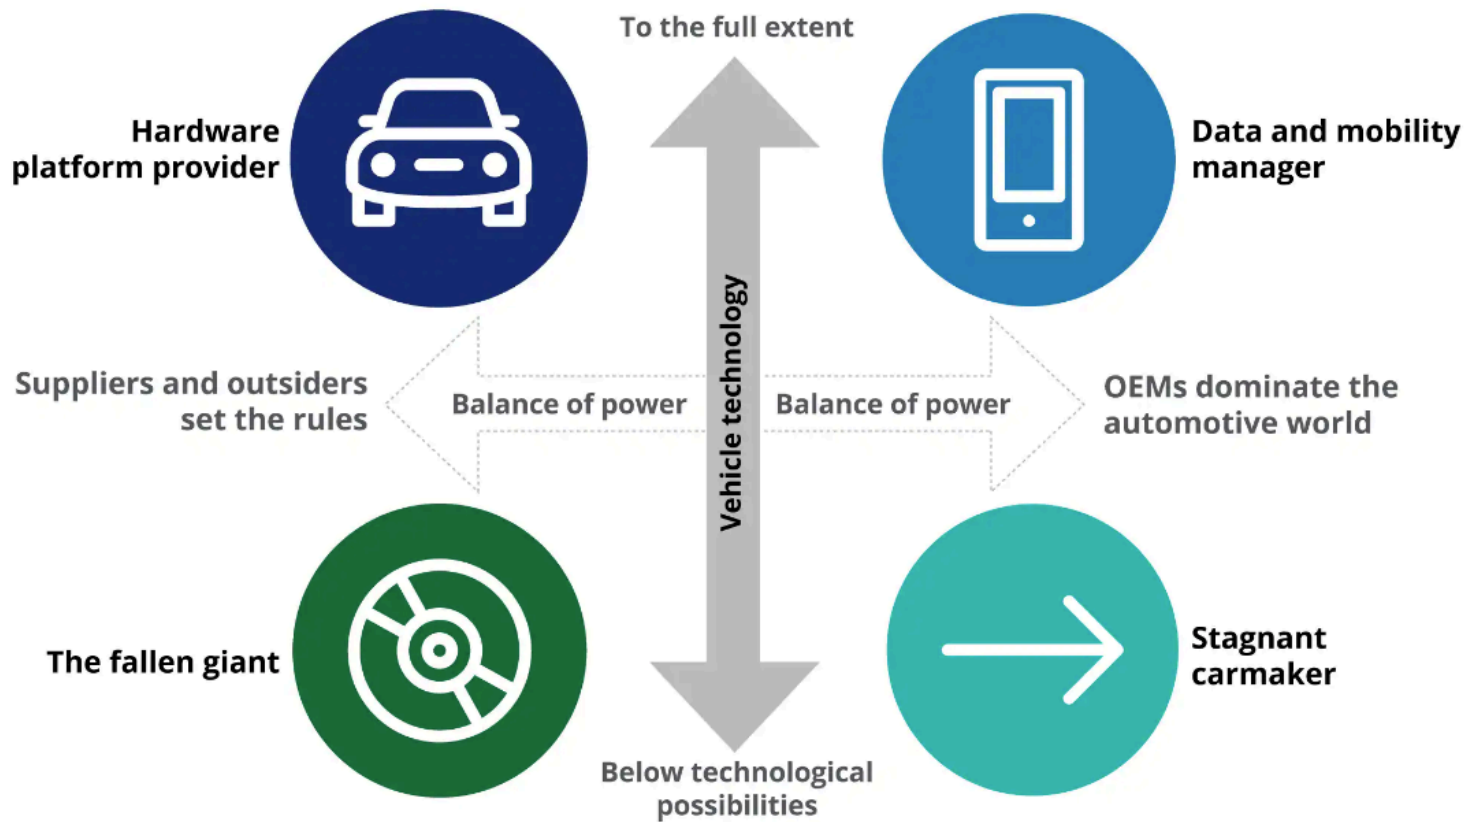 To the full extent
Hardware
platform provider
Data and mobility
manager
Vehicle technology
Suppliers and outsiders
set the rules
Balance of power
Balance of power
OEMs dominate the
automotive world
The fallen giant
Stagnant
carmaker
Below technological
possibilities